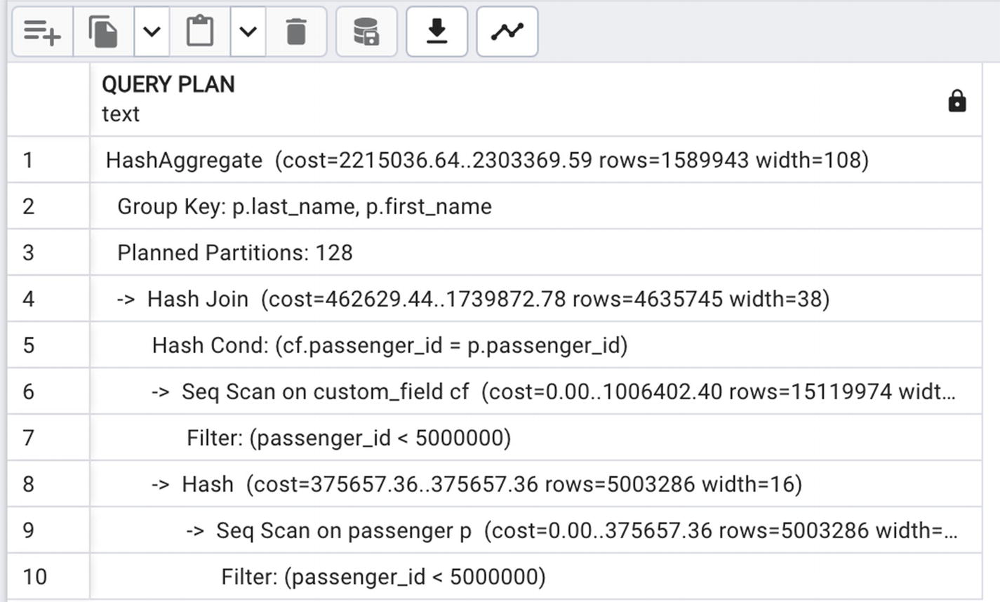 QUERY PLAN
text
1 HashAggregate (cost=2215036.64..2303369.59 rows=1589943 width=108)
2 Group Key: p.last_name, p.first_name
3 Planned Partitions: 128
4 -> Hash Join (cost=462629.44..1739872.78 rows=4635745 width=38)
5 Hash Cond: (cf.passenger_id = p.passenger_id)
6 -> Seq Scan on custom_field cf (cost=0.00..1006402.40 rows=15119974 widt...
7 Filter: (passenger_id < 5000000)
8 -> Hash (cost=375657.36..375657.36 rows=5003286 width=16)
9 -> Seq Scan on passenger p (cost=0.00..375657.36 rows=5003286 width=...
10 Filter: (passenger_id < 5000000)